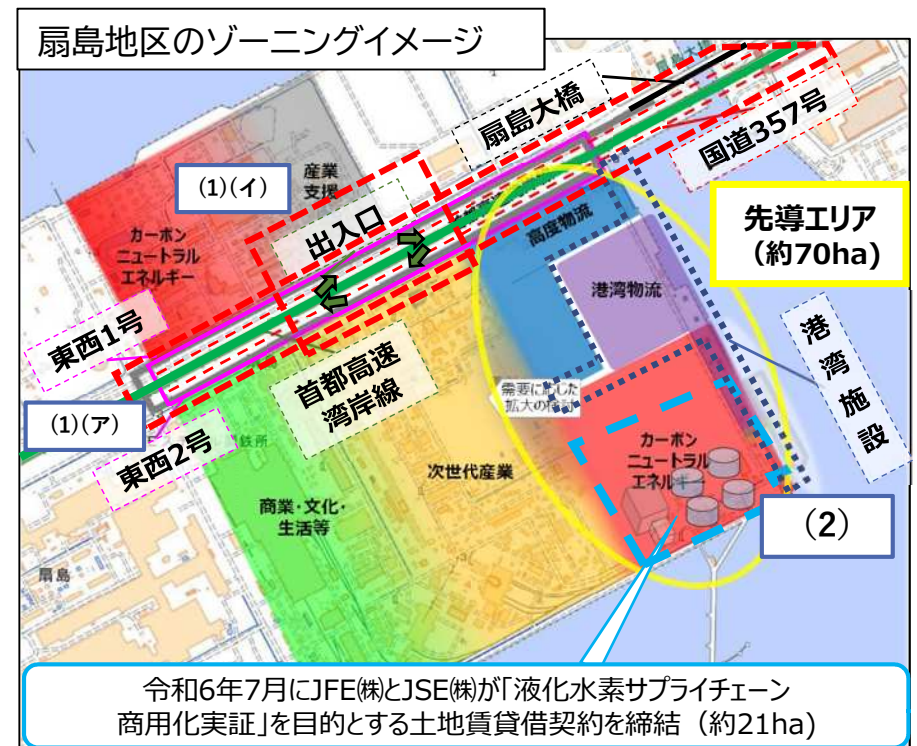 扇島地区のゾーニングイメージ
扇島大橋
国道357号
(1)(イ)
産業
支援
出入口
先導エリア
（約70ha)
高度物流
カーボン
ニュートラル
エネルギー
港湾物流
東西1号
港湾施設
首都高速
湾岸線
(1)(ア)
東西2号
需要に応じた
拡大の検討
カーボン
ニュートラル
エネルギー
次世代産業
商業・文化・
生活等
（2）
扇島
令和6年7月にJFE㈱とJSE㈱が「液化水素サプライチェーン
商用化実証」を目的とする土地賃貸借契約を締結（約21ha)